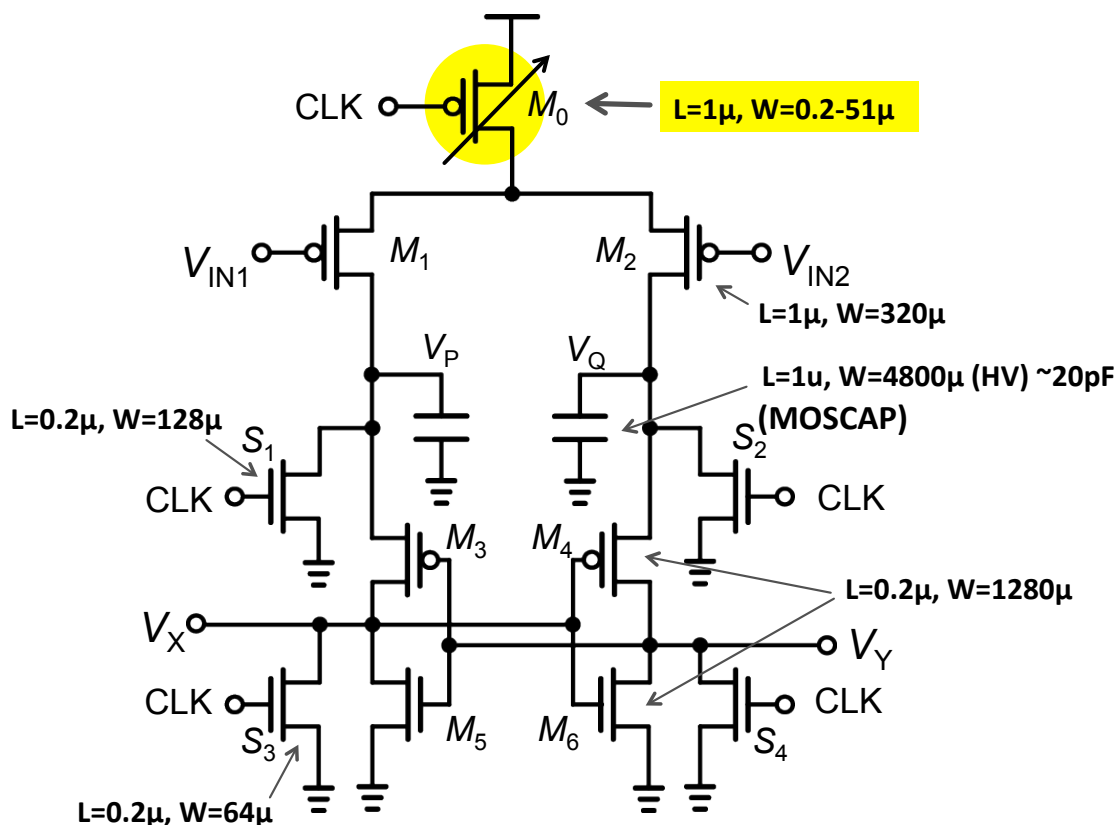 CLK
M0
L=1µ, W=0.2-51µ
VIN1
M1
M2
VIN2
L=1µ, W=320µ
VP
VQ
L=1u, W=4800µ (HV) ~20pF
(MOSCAP)
L=0.2µ, W=128µ
S1
S2
CLK
CLK
M3
M4
L=0.2µ, W=1280µ
VX
VY
CLK
CLK
S3
M5
M6
S4
L=0.2µ, W=64µ